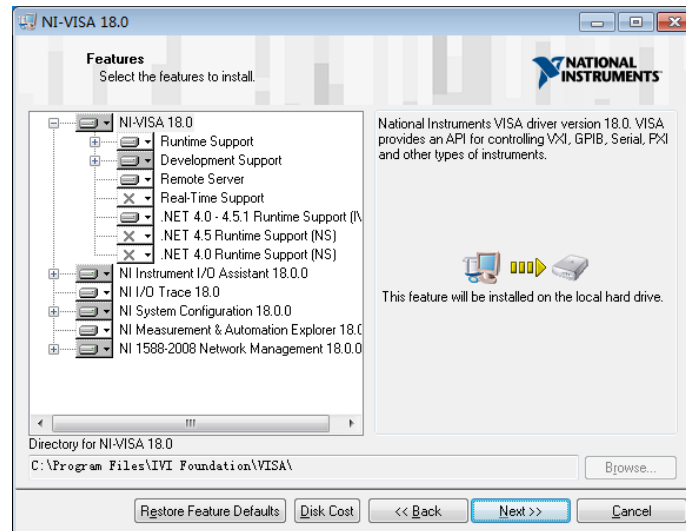 NI-VISA 18.0
Features
Select the features to install.
NATIONAL
INSTRUMENTS
NI-VISA 18.0
Runtime Support
Development Support
Remote Server
Real-Time Support
.NET 4.0 - 4.5.1 Runtime Support (I\
.NET 4.5 Runtime Support (NS)
.NET 4.0 Runtime Support (NS)
NI Instrument I/O Assistant 18.0.0
NI I/O Trace 18.0
NI System Configuration 18.0.0
NI Measurement & Automation Explorer 18.(
NI 1588-2008 Network Management 18.0.0
National Instruments VISA driver version 18.0. VISA
provides an API for controlling VXI, GPIB, Serial, PXI
and other types of instruments.
This feature will be installed on the local hard drive.
Directory for NI-VISA 18.0
C:\Program Files\IVI Foundation\VISA\
Browse...
Restore Feature Defaults
Disk Cost
<< Back
Next >>
Cancel